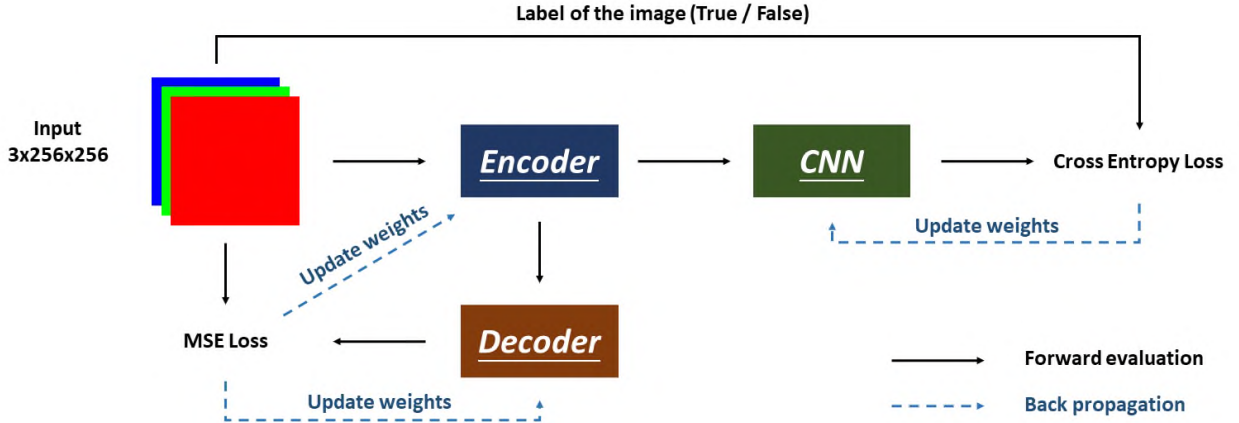 Label of the image (True / False)
Input
3x256x256
Encoder
CNN
Cross Entropy Loss
Update weights
Update weights
MSE Loss
Decoder
Forward evaluation
Update weights
Back propagation